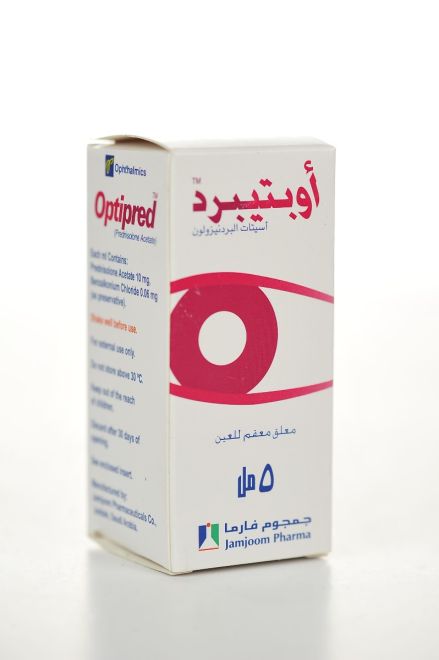 Ophthalmics
Optipred™
(Prednisolone Acetate)
Each ml Contains:
Prednisolone Acetate 10 mg,
Benzalkonium Chloride 0.06 mg
(as preservative).
Shake well before use.
For external use only.
Do not store above 30 ºC.
Keep out of the reach
of children.
Discard after 30 days of
opening.
See enclosed insert.
Manufactured by:
Jamjoom Pharmaceuticals Co.,
Jeddah, Saudi Arabia.
أوبتيبرد™
أسيتات البردنيزولون
معلق معقم للعين
٥ مل
جمجوم فارما
Jamjoom Pharma